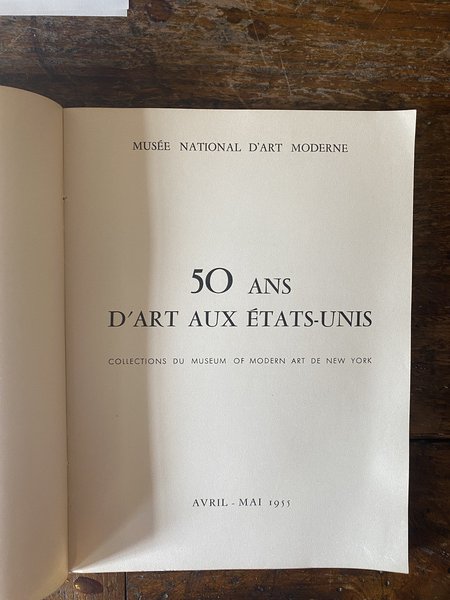 MUSÉE NATIONAL D'ART MODERNE
50 ANS
D'ART AUX ÉTATS-UNIS
COLLECTIONS DU MUSEUM OF MODERN ART DE NEW YORK
AVRIL - MAI 1955